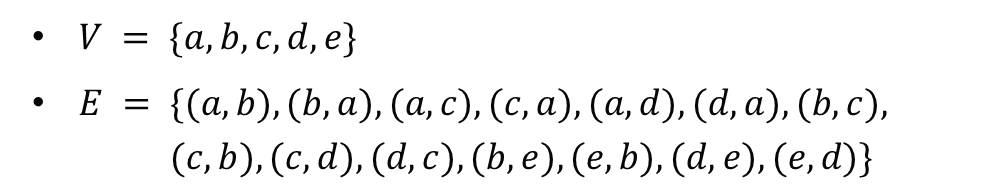 • V = {a, b, c, d, e}
• E = {(a, b), (b, a), (a, c), (c, a), (a, d), (d, a), (b, c),
(c, b), (c, d), (d, c), (b, e), (e, b), (d, e), (e, d)}